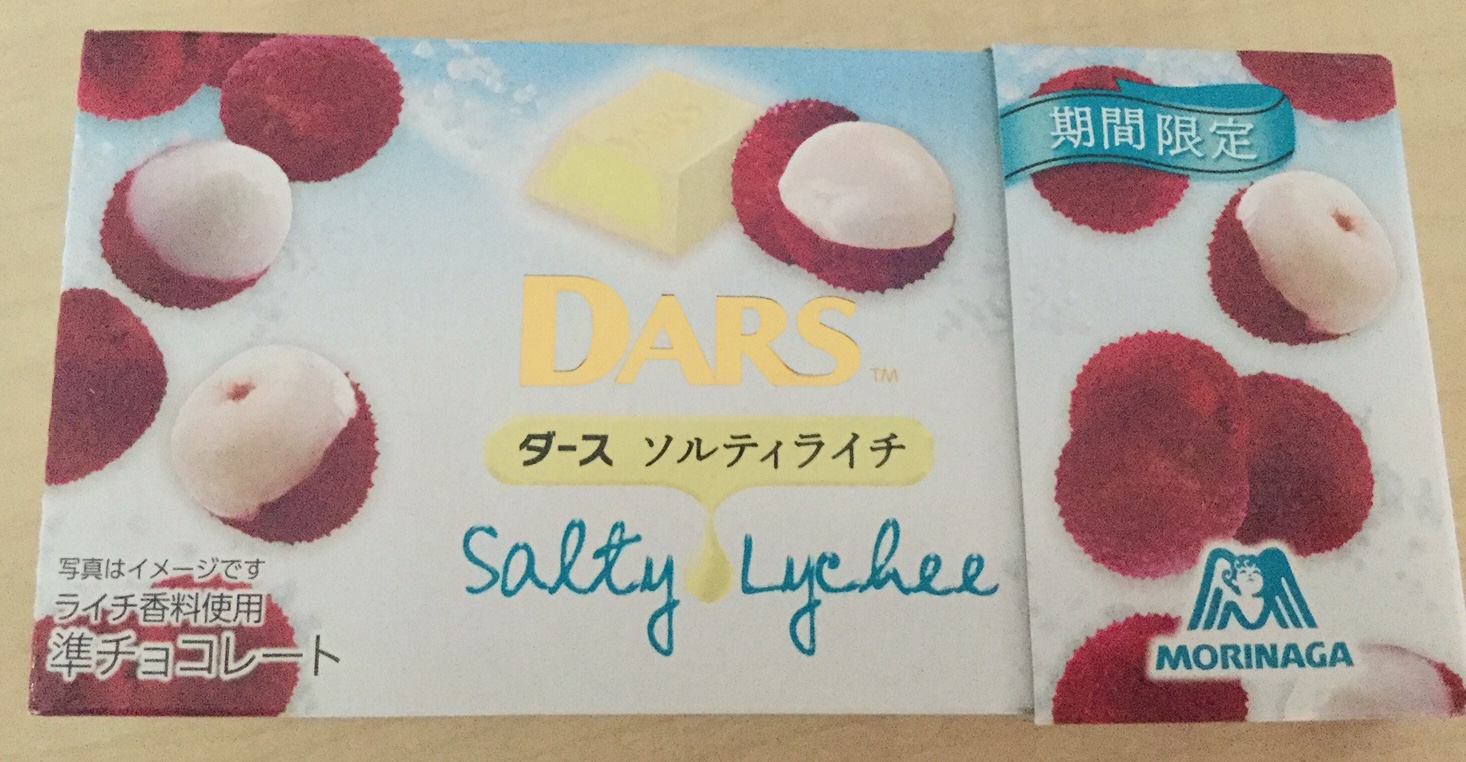 期間限定
DARS™
ダース ソルティライチ
Salty Lychee
写真はイメージです
ライチ香料使用
準チョコレート
MORINAGA